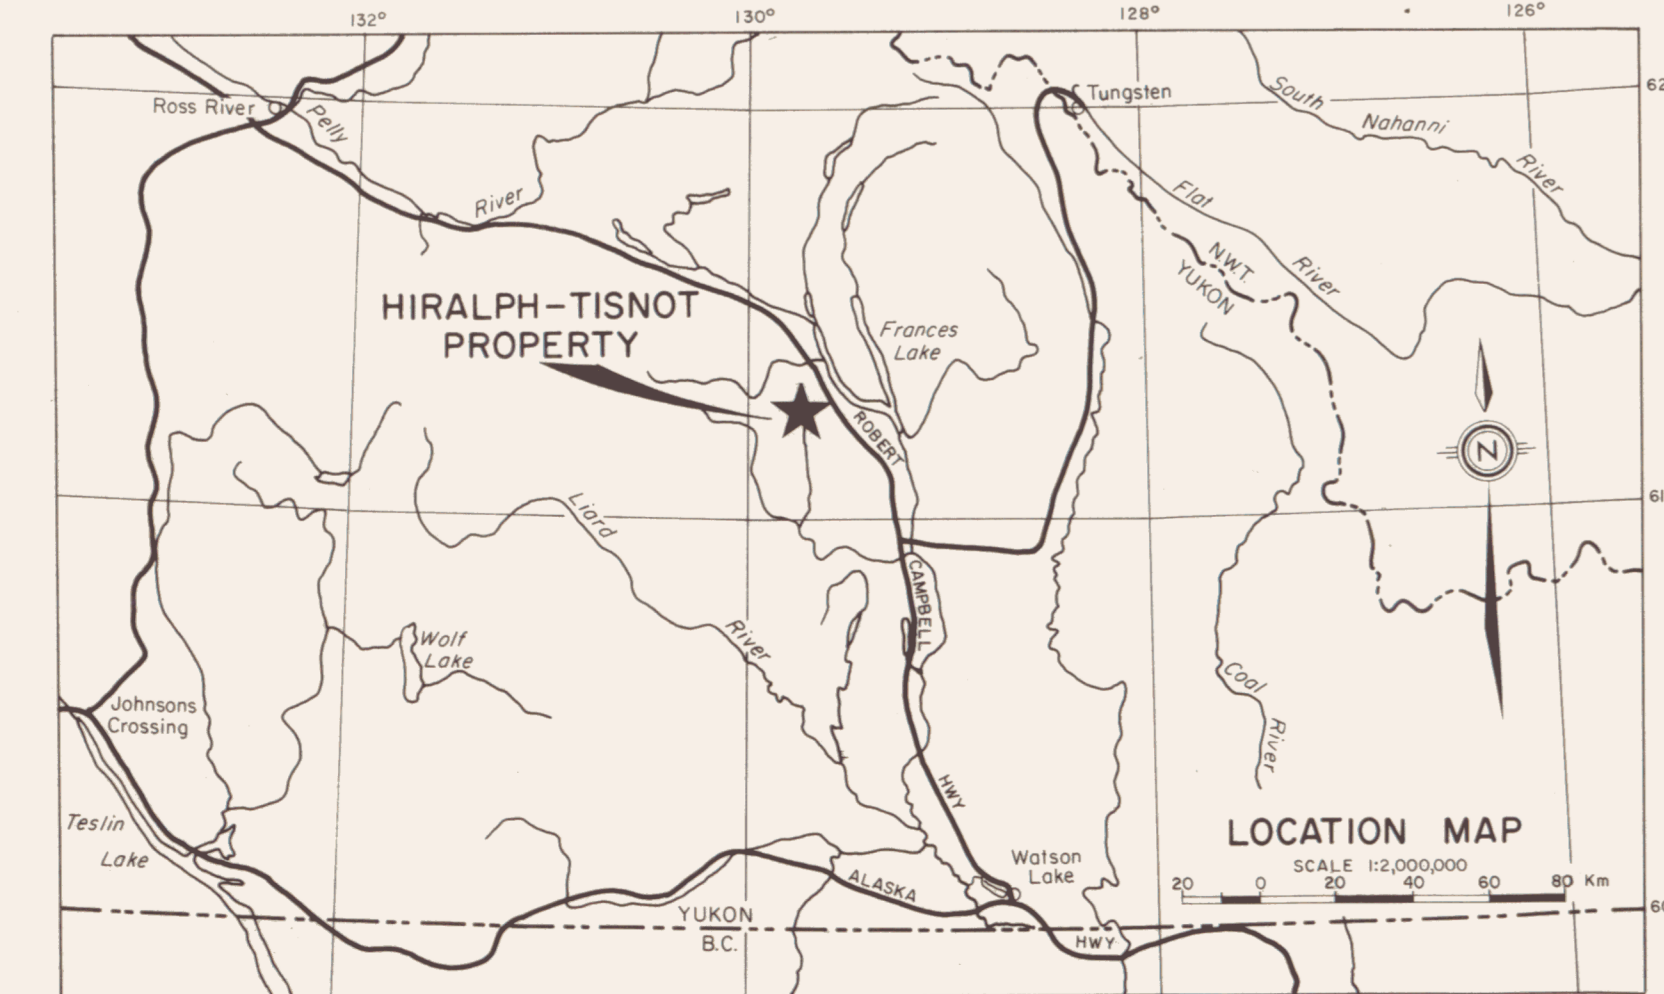 132°
130°
128°
126°
62
Ross River
Pelly
River
Tungsten
South
Nahanni
River
Flat
River
N.W.T.
YUKON
HIRALPH-TISNOT
PROPERTY
Frances
Lake
ROBERT
CAMPBELL
HWY
61
N
Liard
River
Wolf
Lake
Coal
River
Johnsons
Crossing
Teslin
Lake
Watson
Lake
ALASKA
HWY
YUKON
B.C.
LOCATION MAP
SCALE 1:2,000,000
20 0 20 40 60 80 Km
60